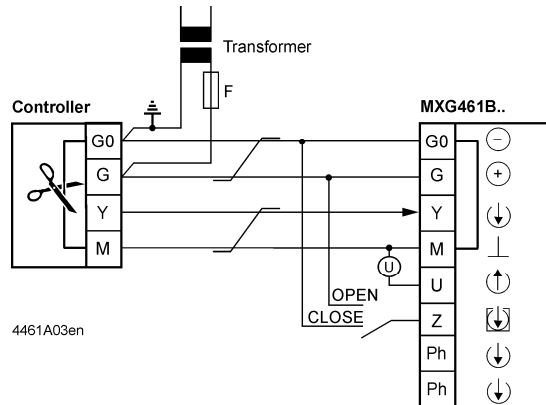 Transformer
F
Controller
MXG461B..
G0
G0
G
G
Y
Y
M
M
U
U
OPEN
CLOSE
Z
4461A03en
Ph
Ph